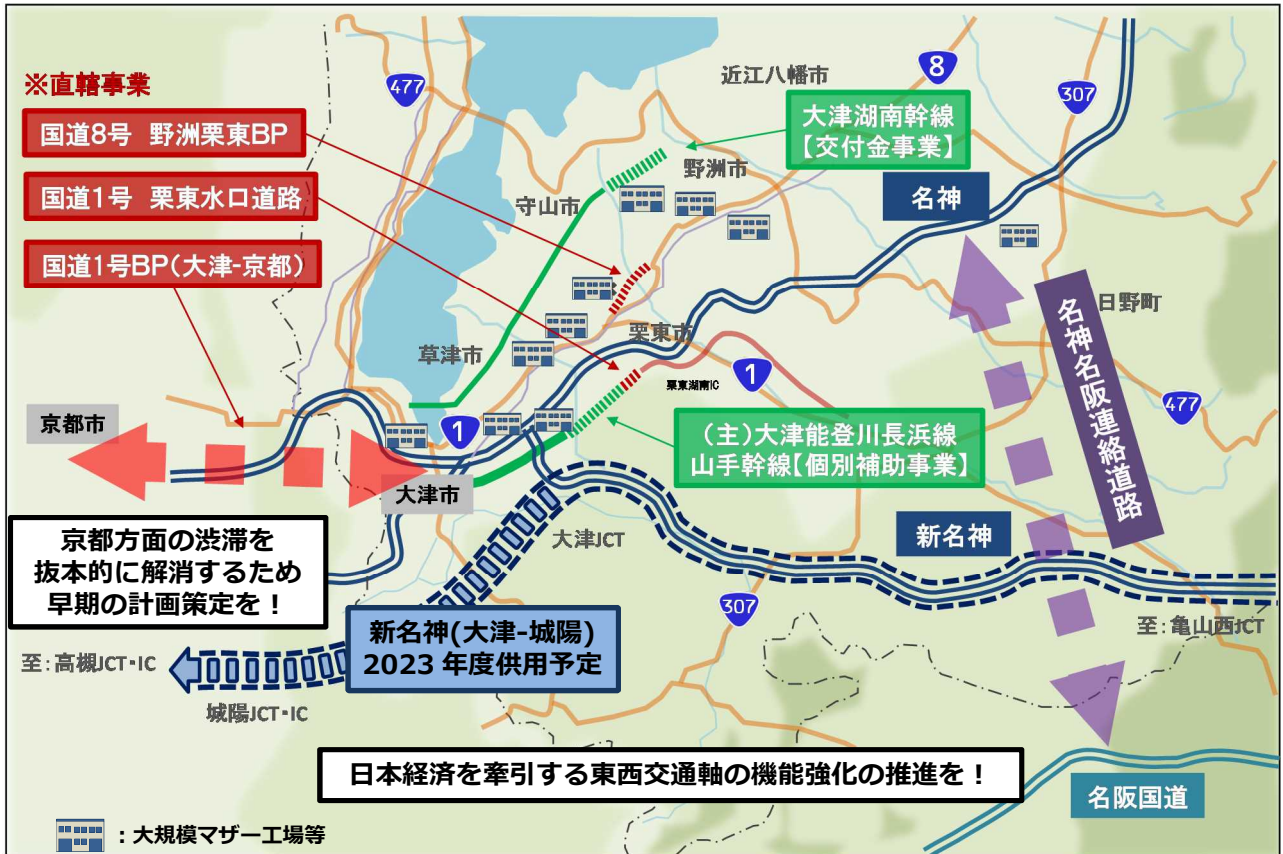 ※直轄事業
国道8号 野洲栗東BP
国道1号 栗東水口道路
国道1号BP(大津-京都)
477
近江八幡市
8
307
大津湖南幹線
【交付金事業】
野洲市
守山市
名神
日野町
名神名阪連絡道路
栗東市
草津市
栗東湖南IC
1
477
京都市
1
大津市
(主)大津能登川長浜線
山手幹線【個別補助事業】
大津JCT
新名神
京都方面の渋滞を
抜本的に解消するため
早期の計画策定を!
307
至:亀山西JCT
新名神(大津-城陽)
2023年度供用予定
至:高槻JCT・IC
城陽JCT・IC
日本経済を牽引する東西交通軸の機能強化の推進を!
名阪国道
:大規模マザー工場等